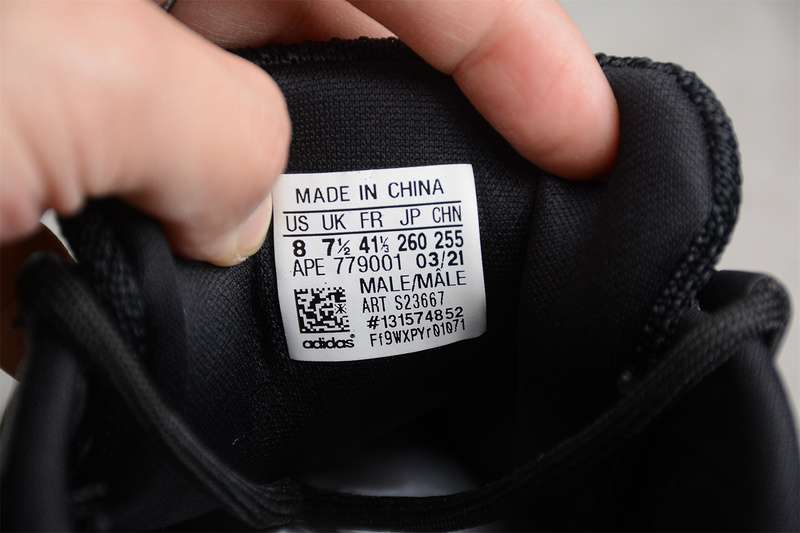 MADE IN CHINA
US UK FR JP CHN
8 7½ 41⅓ 260 255
APE 779001 03/21
MALE/MÂLE
ART S23667
#131574852
Ff9WXPYr01071
adidas